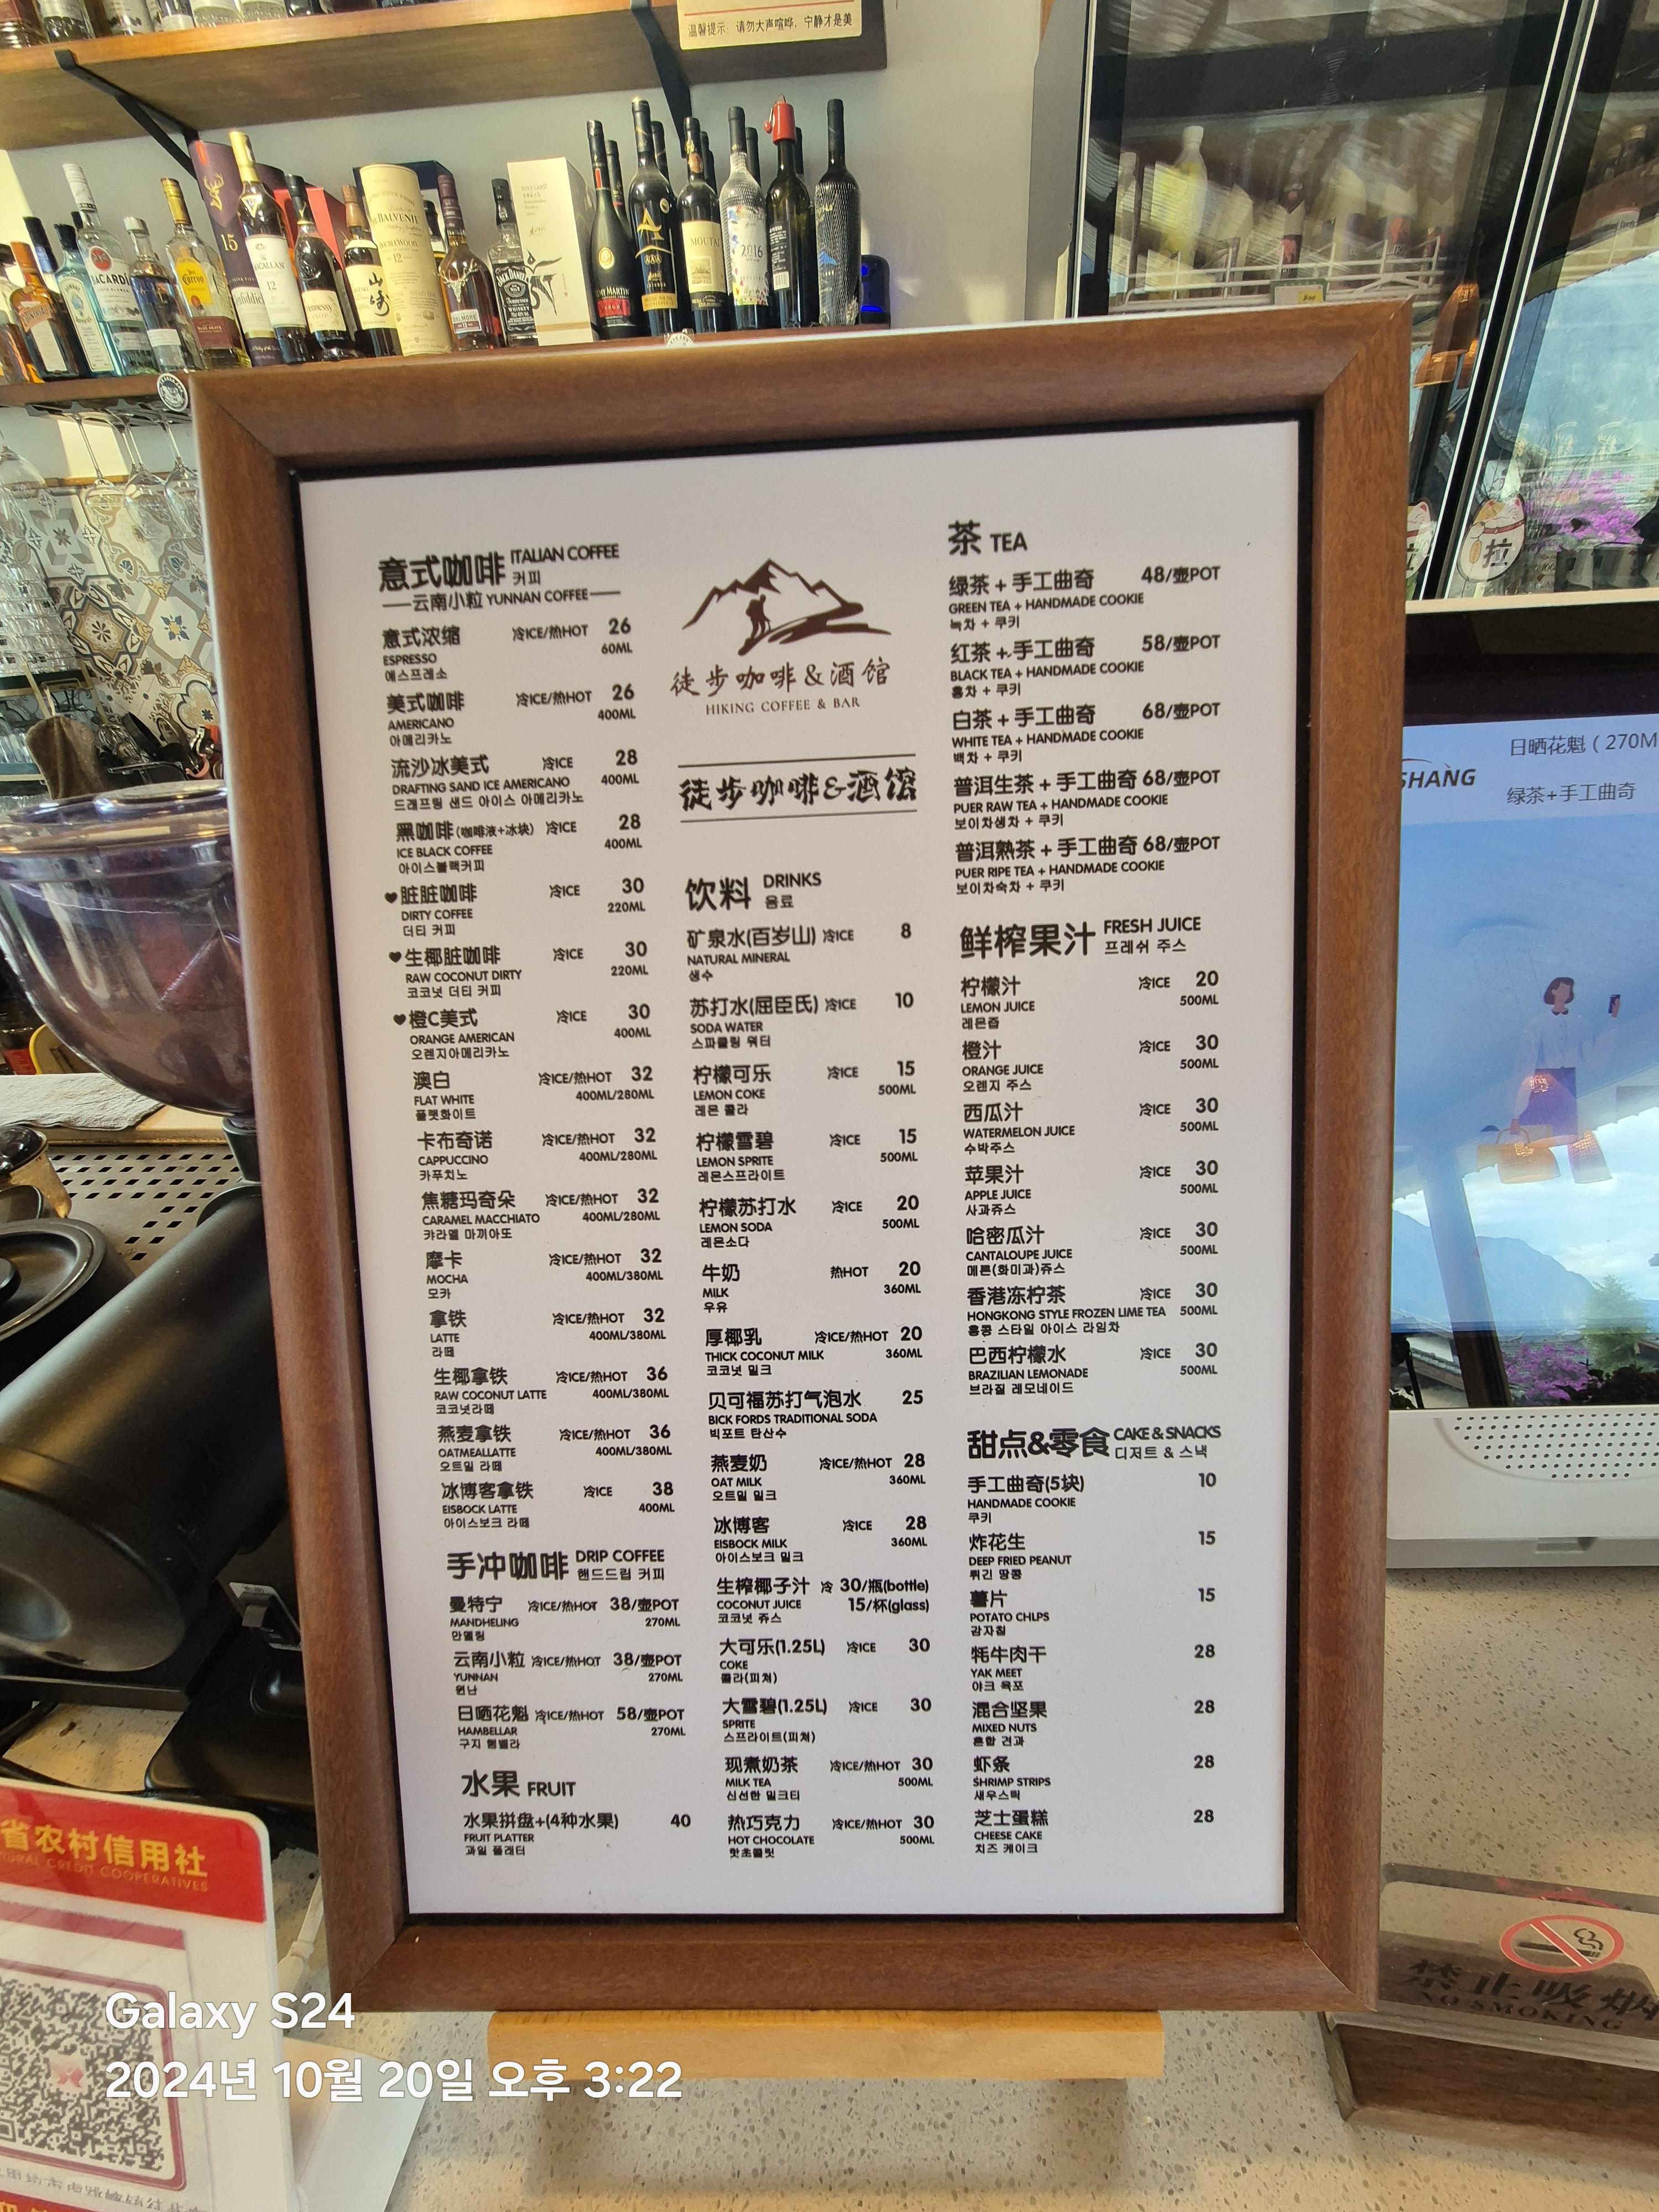 温馨提示：请勿大声喧哗，宁静才是美
意式咖啡 ITALIAN COFFEE
커피
云南小粒 YUNNAN COFFEE
意式浓缩 冷ICE/热HOT 26
ESPRESSO 60ML
에스프레소
美式咖啡 冷ICE/热HOT 26
AMERICANO 400ML
아메리카노
流沙冰美式 冷ICE 28
DRAFTING SAND ICE AMERICANO 400ML
드래프링 샌드 아이스 아메리카노
黑咖啡(咖啡液+冰块) 冷ICE 28
ICE BLACK COFFEE 400ML
아이스블랙커피
脏脏咖啡 冷ICE 30
DIRTY COFFEE 220ML
더티 커피
生椰脏咖啡 冷ICE 30
RAW COCONUT DIRTY 220ML
코코넛 더티 커피
橙C美式 冷ICE 30
ORANGE AMERICAN 400ML
오렌지아메리카노
澳白 冷ICE/热HOT 32
FLAT WHITE 400ML/280ML
플랫화이트
卡布奇诺 冷ICE/热HOT 32
CAPPUCCINO 400ML/280ML
카푸치노
焦糖玛奇朵 冷ICE/热HOT 32
CARAMEL MACCHIATO 400ML/280ML
캬라멜 마끼아또
摩卡 冷ICE/热HOT 32
MOCHA 400ML/380ML
모카
拿铁 冷ICE/热HOT 32
LATTE 400ML/380ML
라떼
生椰拿铁 冷ICE/热HOT 36
RAW COCONUT LATTE 400ML/380ML
코코넛라떼
燕麦拿铁 冷ICE/热HOT 36
OATMEALLATTE 400ML/380ML
오트밀 라떼
冰博客拿铁 冷ICE 38
EISBOCK LATTE 400ML
아이스보크 라떼
手冲咖啡 DRIP COFFEE
핸드드립 커피
曼特宁 冷ICE/热HOT 38/壶POT
MANDHELING 270ML
만델링
云南小粒 冷ICE/热HOT 38/壶POT
YUNNAN 270ML
윈난
日晒花魁 冷ICE/热HOT 58/壶POT
HAMBELLAR 270ML
구지 햄벨라
水果 FRUIT
水果拼盘+(4种水果) 40
FRUIT PLATTER
과일 플래터
徒步咖啡&酒馆
HIKING COFFEE & BAR
徒步咖啡&酒馆
饮料 DRINKS
음료
矿泉水(百岁山) 冷ICE 8
NATURAL MINERAL
생수
苏打水(屈臣氏) 冷ICE 10
SODA WATER
스파클링 워터
柠檬可乐 冷ICE 15
LEMON COKE 500ML
레몬 콜라
柠檬雪碧 冷ICE 15
LEMON SPRITE 500ML
레몬스프라이트
柠檬苏打水 冷ICE 20
LEMON SODA 500ML
레몬소다
牛奶 热HOT 20
MILK 360ML
우유
厚椰乳 冷ICE/热HOT 20
THICK COCONUT MILK 360ML
코코넛 밀크
贝可福苏打气泡水 25
BICK FORDS TRADITIONAL SODA
빅포트 탄산수
燕麦奶 冷ICE/热HOT 28
OAT MILK 360ML
오트밀 밀크
冰博客 冷ICE 28
EISBOCK MILK 360ML
아이스보크 밀크
生榨椰子汁 冷 30/瓶(bottle)
COCONUT JUICE 15/杯(glass)
코코넛 쥬스
大可乐(1.25L) 冷ICE 30
COKE
콜라(피쳐)
大雪碧(1.25L) 冷ICE 30
SPRITE
스프라이트(피쳐)
现煮奶茶 冷ICE/热HOT 30
MILK TEA 500ML
신선한 밀크티
热巧克力 冷ICE/热HOT 30
HOT CHOCOLATE 500ML
핫초콜릿
茶 TEA
绿茶 + 手工曲奇 48/壶POT
GREEN TEA + HANDMADE COOKIE
녹차 + 쿠키
红茶 + 手工曲奇 58/壶POT
BLACK TEA + HANDMADE COOKIE
홍차 + 쿠키
白茶 + 手工曲奇 68/壶POT
WHITE TEA + HANDMADE COOKIE
백차 + 쿠키
普洱生茶 + 手工曲奇 68/壶POT
PUER RAW TEA + HANDMADE COOKIE
보이차생차 + 쿠키
普洱熟茶 + 手工曲奇 68/壶POT
PUER RIPE TEA + HANDMADE COOKIE
보이차숙차 + 쿠키
鲜榨果汁 FRESH JUICE
프레쉬 주스
柠檬汁 冷ICE 20
LEMON JUICE 500ML
레몬즙
橙汁 冷ICE 30
ORANGE JUICE 500ML
오렌지 주스
西瓜汁 冷ICE 30
WATERMELON JUICE 500ML
수박주스
苹果汁 冷ICE 30
APPLE JUICE 500ML
사과쥬스
哈密瓜汁 冷ICE 30
CANTALOUPE JUICE 500ML
메론(화미과)쥬스
香港冻柠茶 冷ICE 30
HONGKONG STYLE FROZEN LIME TEA 500ML
홍콩 스타일 아이스 라임차
巴西柠檬水 冷ICE 30
BRAZILIAN LEMONADE 500ML
브라질 레모네이드
甜点&零食 CAKE & SNACKS
디저트 & 스낵
手工曲奇(5块) 10
HANDMADE COOKIE
쿠키
炸花生 15
DEEP FRIED PEANUT
튀긴 땅콩
薯片 15
POTATO CHLPS
감자칩
牦牛肉干 28
YAK MEET
야크 육포
混合坚果 28
MIXED NUTS
혼합 견과
虾条 28
SHRIMP STRIPS
새우스틱
芝士蛋糕 28
CHEESE CAKE
치즈 케이크
日晒花魁（270M
SHANG
绿茶+手工曲奇
拉
省农村信用社
RURAL CREDIT COOPERATIVES
禁止吸烟
NO SMOKING
BACARDI
15
MACALLAN
12
Hennessy
山崎
BALVENIE
DOUBLEWOOD
12
DALMORE
JACK DANIEL'S
RÉMY MARTIN
MOUTAI
2016
Galaxy S24
2024년 10월 20일 오후 3:22